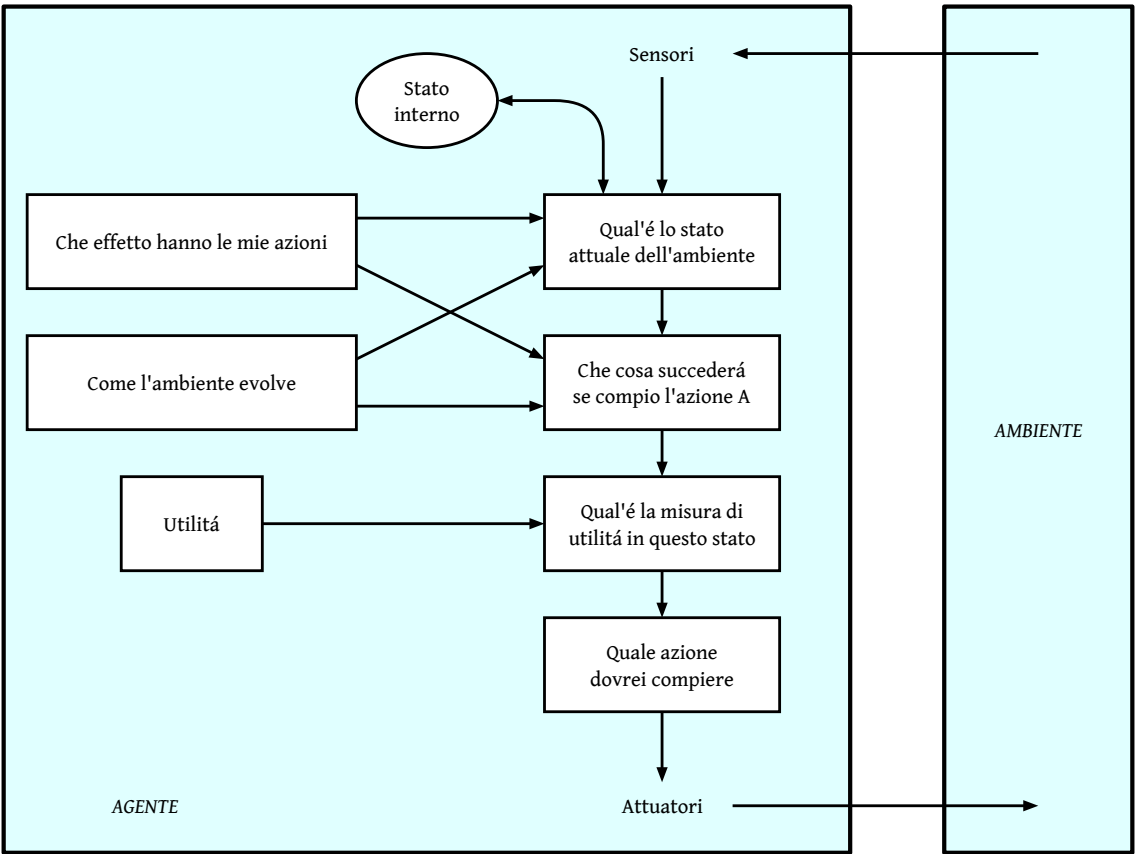 Sensori
Stato
interno
Che effetto hanno le mie azioni
Qual'é lo stato
attuale dell'ambiente
Come l'ambiente evolve
Che cosa succederá
se compio l'azione A
AMBIENTE
Utilitá
Qual'é la misura di
utilitá in questo stato
Quale azione
dovrei compiere
AGENTE
Attuatori